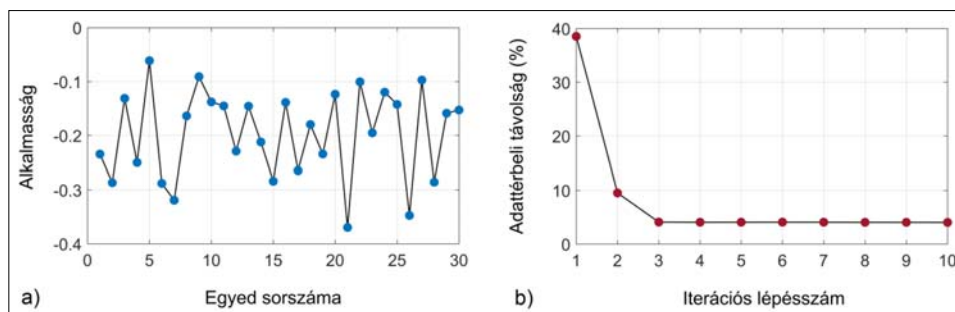 0
-0.1
-0.2
-0.3
-0.4
Alkalmasság
0 5 10 15 20 25 30
a) Egyed sorszáma
40
30
20
10
0
Adattérbeli távolság (%)
1 2 3 4 5 6 7 8 9 10
b) Iterációs lépésszám